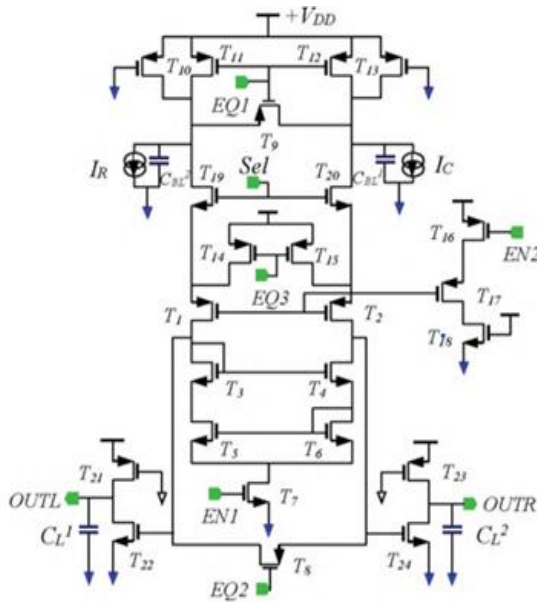 +V_DD
T_10
T_11
T_12
T_13
EQ1
T_9
I_R
C_BL^2
T_19
Sel
T_20
C_BL^1
I_C
T_14
T_15
EQ3
T_16
EN2
T_17
T_18
T_1
T_2
T_3
T_4
T_5
T_6
T_7
EN1
T_21
OUTL
C_L^1
T_22
T_8
EQ2
T_23
OUTR
C_L^2
T_24